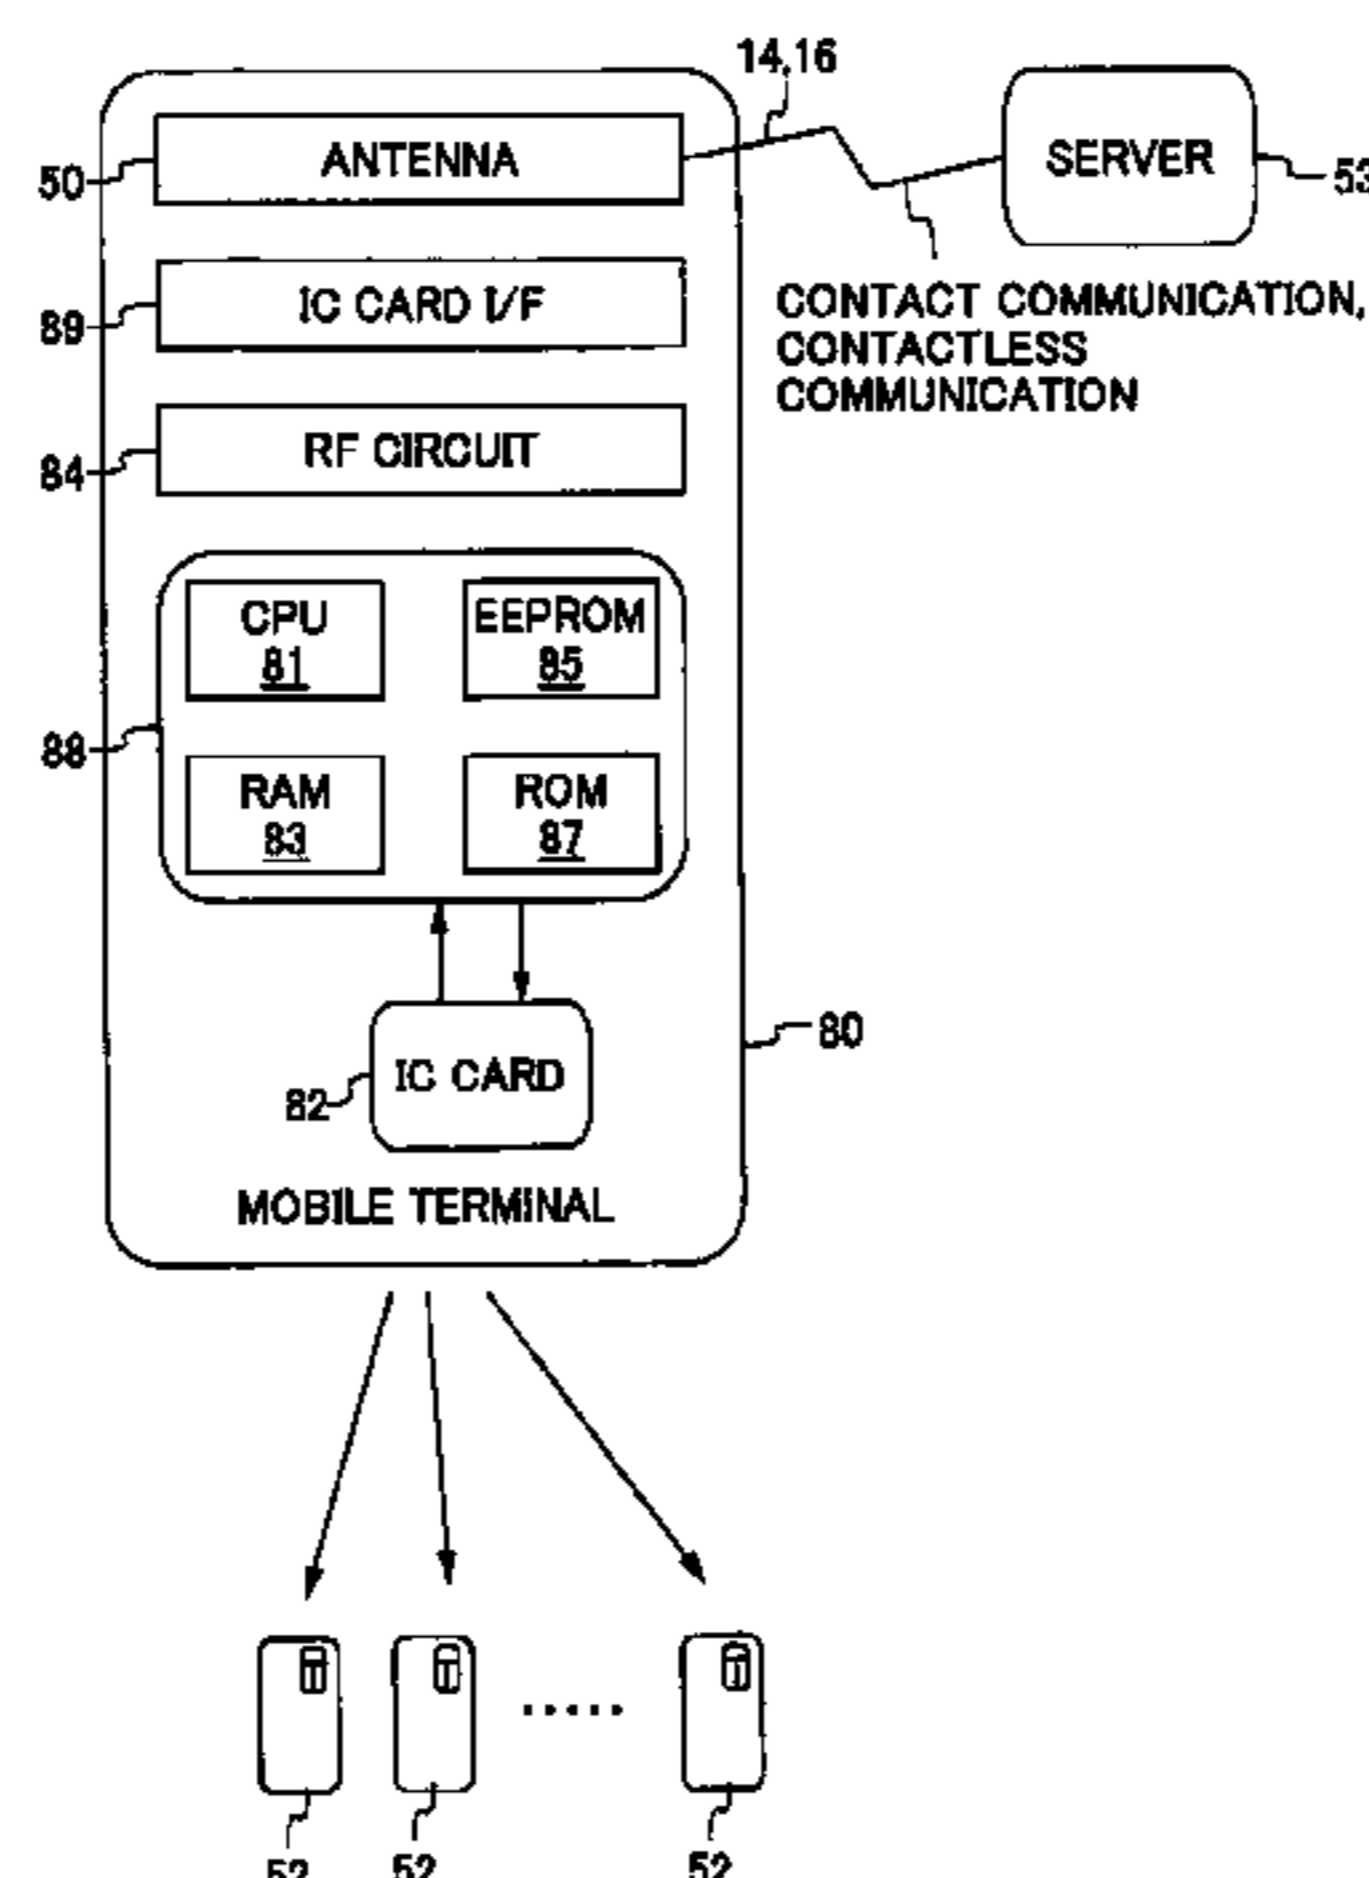 14,16
ANTENNA
SERVER
50
53
IC CARD I/F
89
CONTACT COMMUNICATION,
CONTACTLESS
COMMUNICATION
RF CIRCUIT
84
CPU
81
EEPROM
85
88
RAM
83
ROM
87
80
IC CARD
82
MOBILE TERMINAL
52
52
52